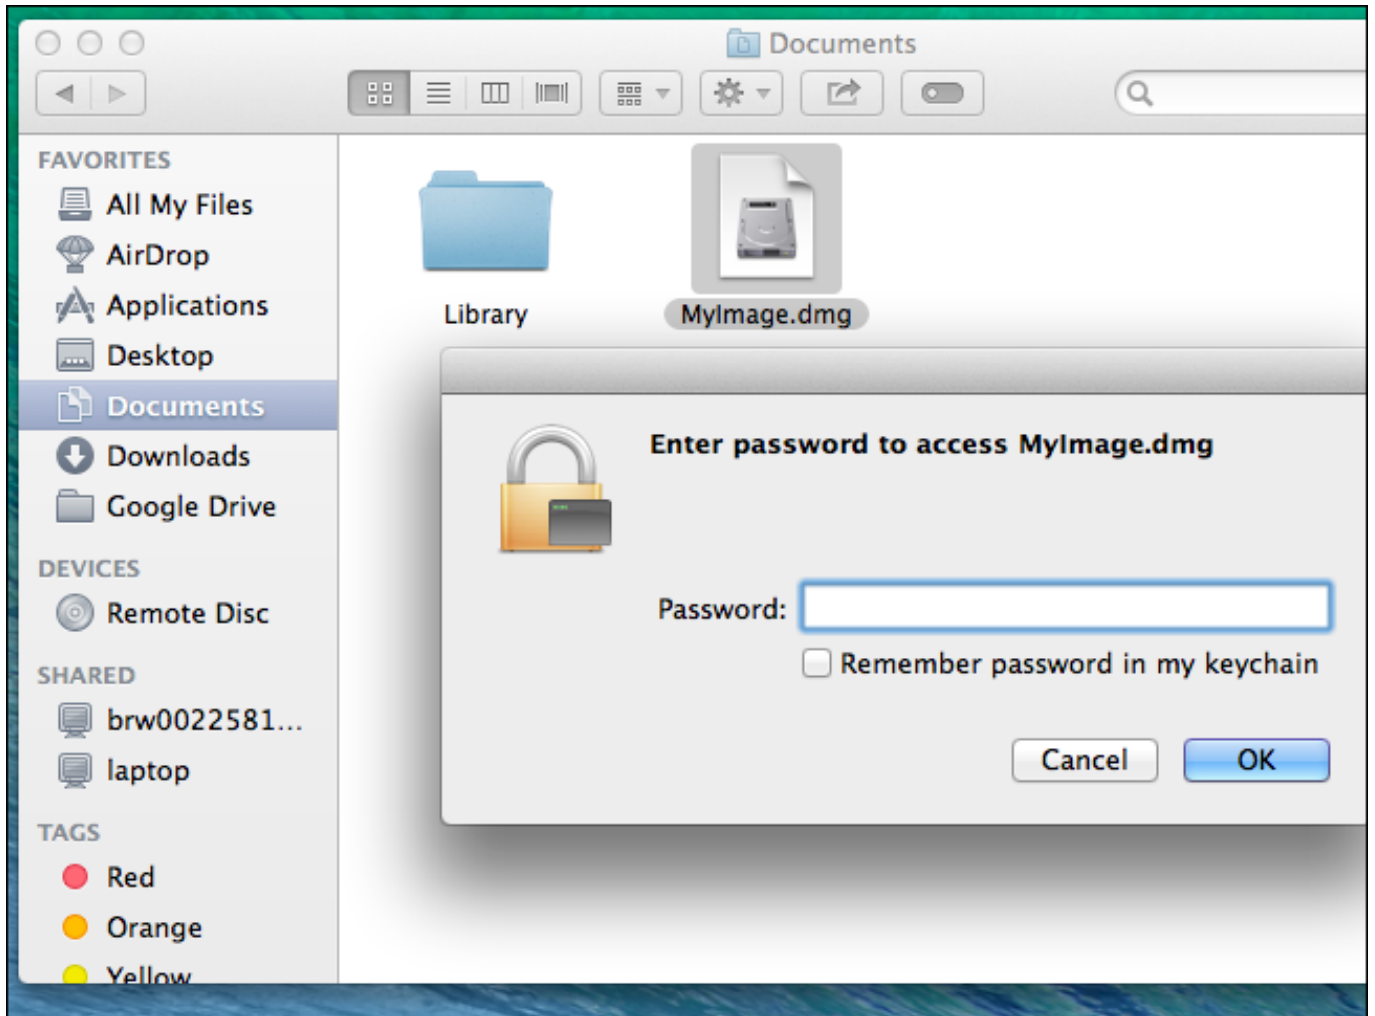 Documents
FAVORITES
All My Files
AirDrop
Applications
Desktop
Documents
Downloads
Google Drive
DEVICES
Remote Disc
SHARED
brw0022581...
laptop
TAGS
Red
Orange
Yellow
Library
MyImage.dmg
Enter password to access MyImage.dmg
Password:
Remember password in my keychain
Cancel
OK